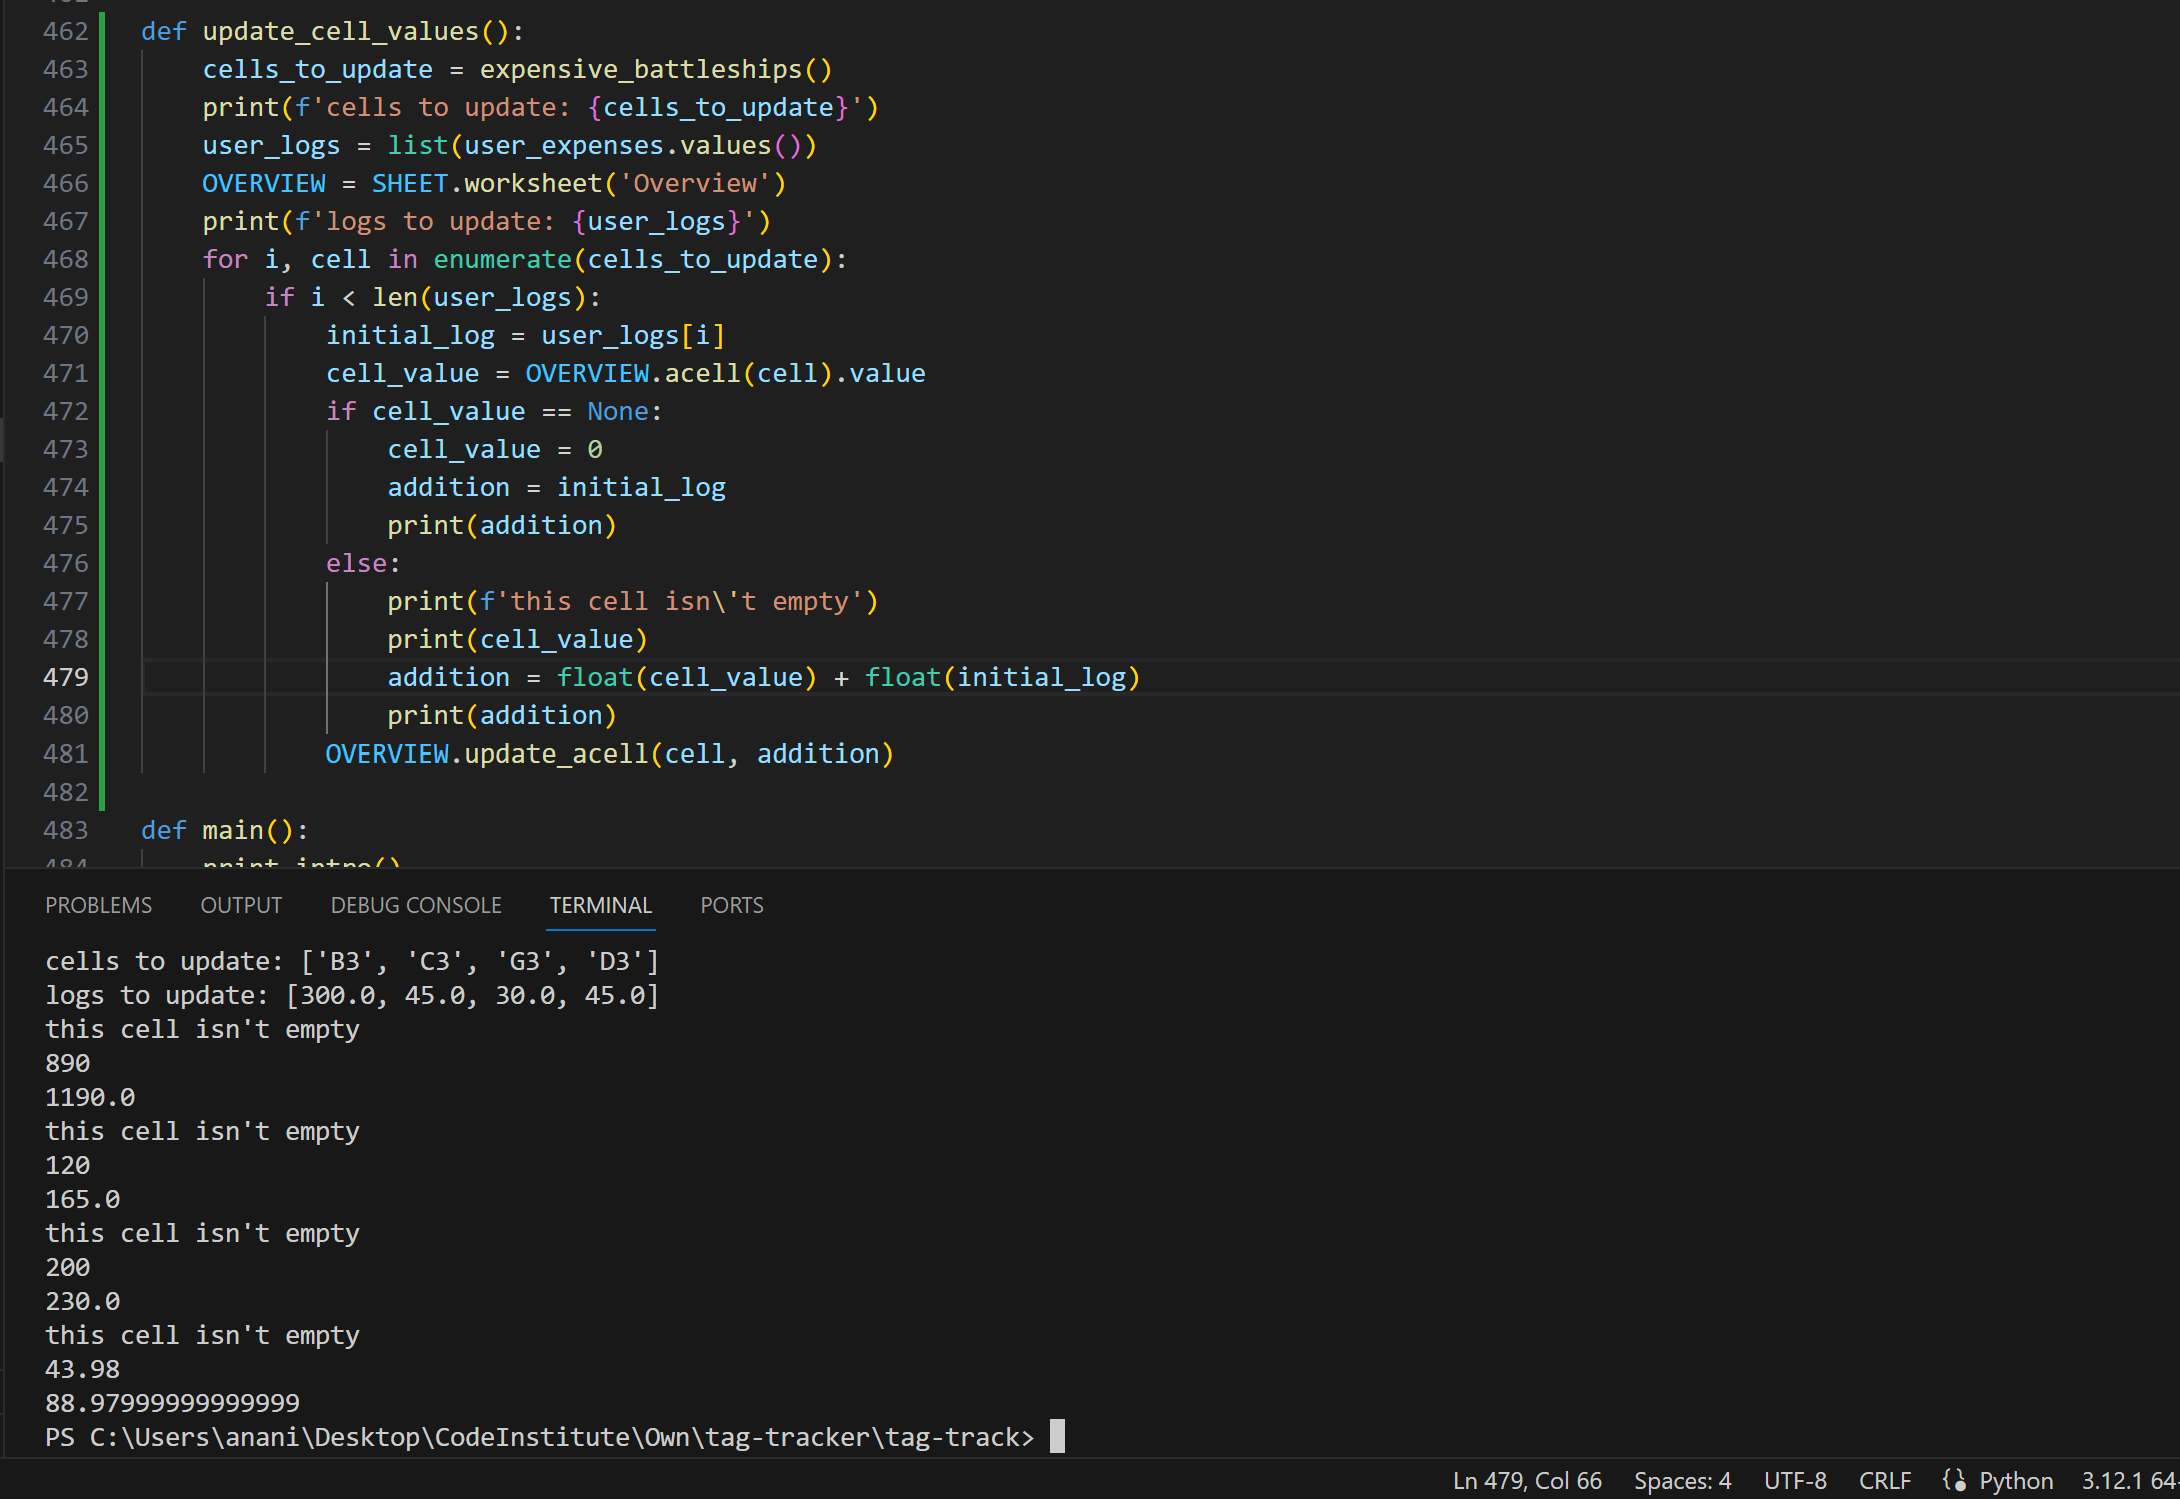 462 def update_cell_values():
463     cells_to_update = expensive_battleships()
464     print(f'cells to update: {cells_to_update}')
465     user_logs = list(user_expenses.values())
466     OVERVIEW = SHEET.worksheet('Overview')
467     print(f'logs to update: {user_logs}')
468     for i, cell in enumerate(cells_to_update):
469         if i < len(user_logs):
470             initial_log = user_logs[i]
471             cell_value = OVERVIEW.acell(cell).value
472             if cell_value == None:
473                 cell_value = 0
474                 addition = initial_log
475                 print(addition)
476             else:
477                 print(f'this cell isn\'t empty')
478                 print(cell_value)
479                 addition = float(cell_value) + float(initial_log)
480                 print(addition)
481             OVERVIEW.update_acell(cell, addition)
482
483 def main():
484     print_intro()
PROBLEMS OUTPUT DEBUG CONSOLE TERMINAL PORTS
cells to update: ['B3', 'C3', 'G3', 'D3']
logs to update: [300.0, 45.0, 30.0, 45.0]
this cell isn't empty
890
1190.0
this cell isn't empty
120
165.0
this cell isn't empty
200
230.0
this cell isn't empty
43.98
88.97999999999999
PS C:\Users\anani\Desktop\CodeInstitute\Own\tag-tracker\tag-track>
Ln 479, Col 66 Spaces: 4 UTF-8 CRLF Python 3.12.1 64-